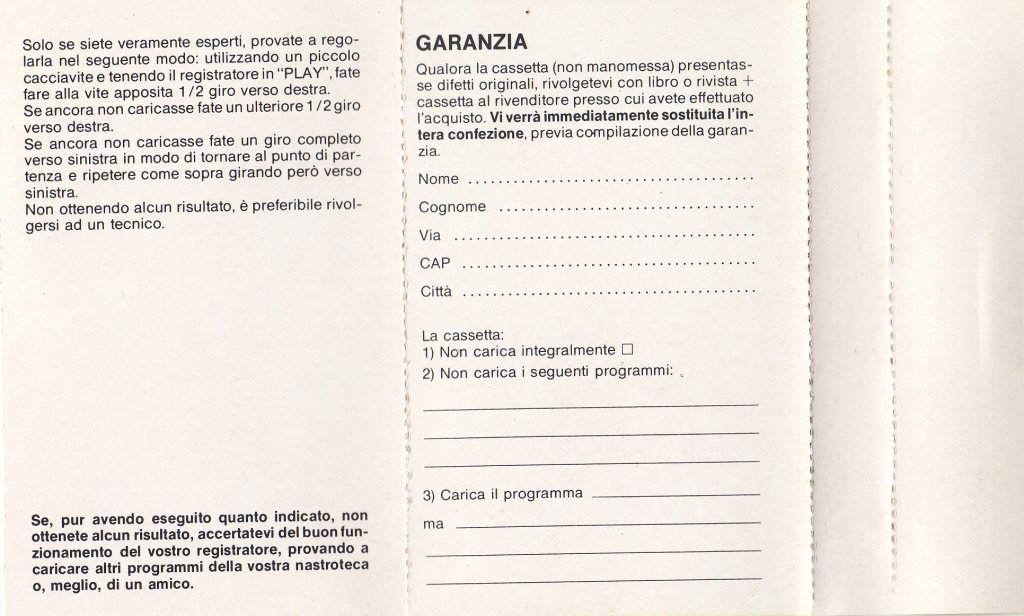 Solo se siete veramente esperti, provate a rego-
larla nel seguente modo: utilizzando un piccolo
cacciavite e tenendo il registratore in "PLAY", fate
fare alla vite apposita 1/2 giro verso destra.
Se ancora non caricasse fate un ulteriore 1/2 giro
verso destra.
Se ancora non caricasse fate un giro completo
verso sinistra in modo di tornare al punto di par-
tenza e ripetere come sopra girando però verso
sinistra.
Non ottenendo alcun risultato, è preferibile rivol-
gersi ad un tecnico.
Se, pur avendo eseguito quanto indicato, non
ottenete alcun risultato, accertatevi del buon fun-
zionamento del vostro registratore, provando a
caricare altri programmi della vostra nastroteca
o, meglio, di un amico.
GARANZIA
Qualora la cassetta (non manomessa) presentas-
se difetti originali, rivolgetevi con libro o rivista +
cassetta al rivenditore presso cui avete effettuato
l'acquisto. Vi verrà immediatamente sostituita l'in-
tera confezione, previa compilazione della garan-
zia.
Nome
Cognome
Via
CAP
Città
La cassetta:
1) Non carica integralmente □
2) Non carica i seguenti programmi:
3) Carica il programma
ma